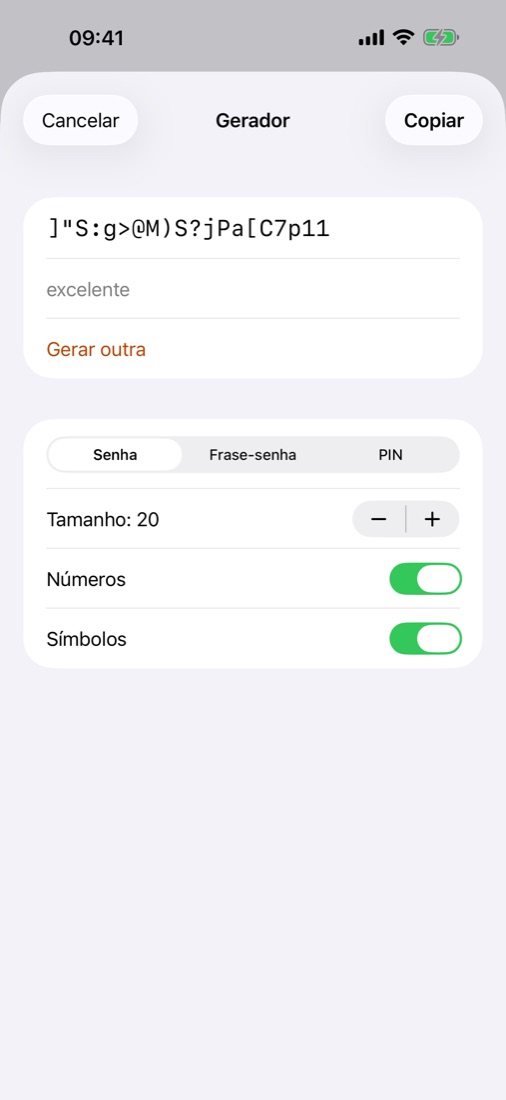 09:41
Cancelar
Gerador
Copiar
]"S:g>@M)S?jPa[C7p11
excelente
Gerar outra
Senha
Frase-senha
PIN
Tamanho: 20
Números
Símbolos